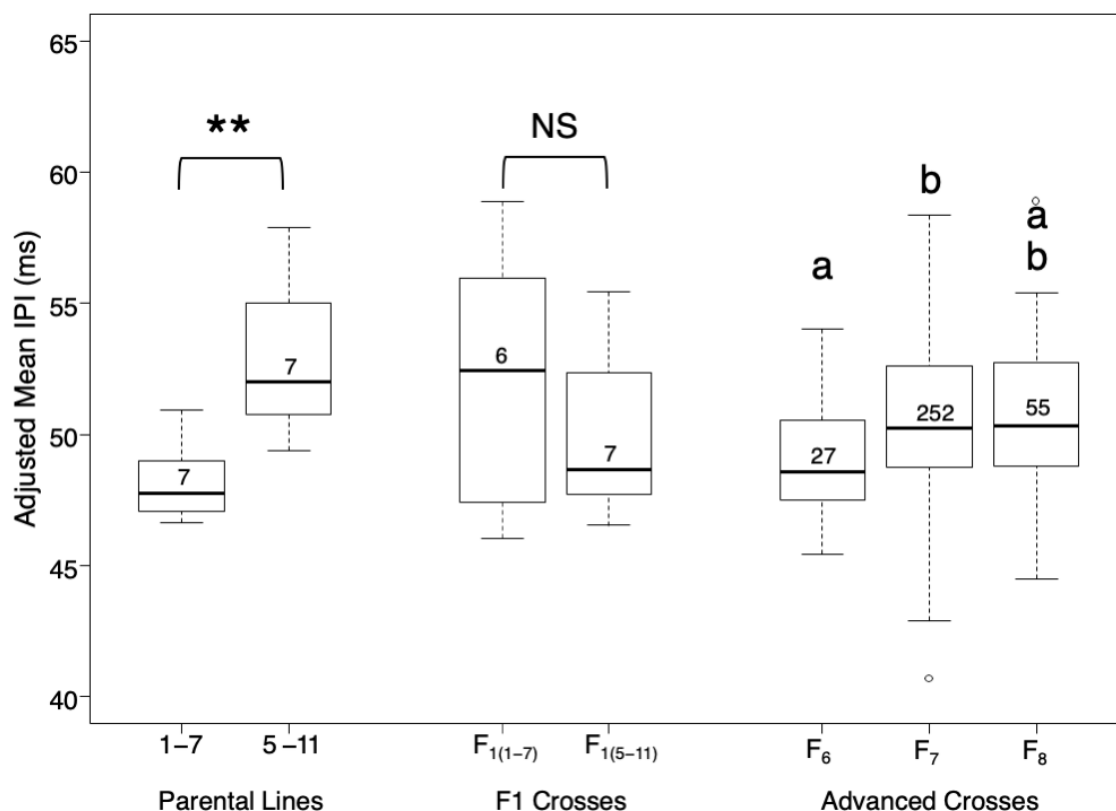 65
60
55
50
45
40
Adjusted Mean IPI (ms)
**
NS
a
b
a
b
7
7
6
7
27
252
55
1–7
5–11
F1(1–7)
F1(5–11)
F6
F7
F8
Parental Lines
F1 Crosses
Advanced Crosses